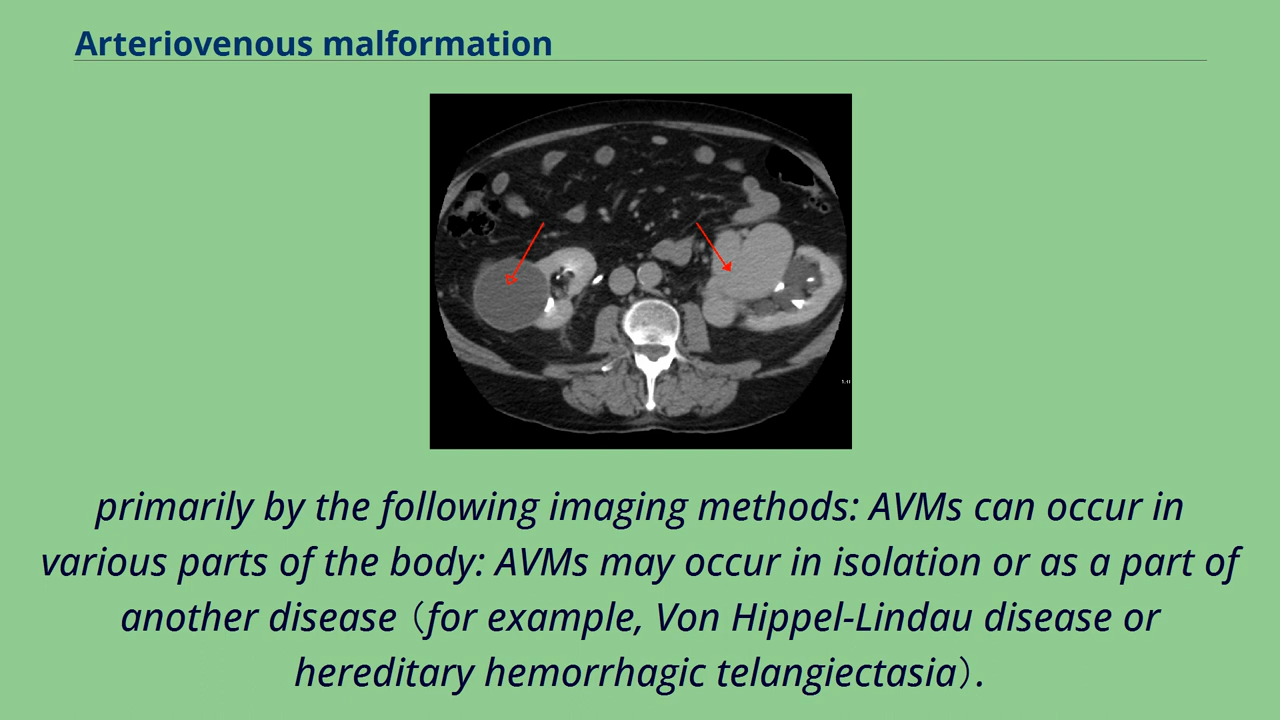 Arteriovenous malformation
primarily by the following imaging methods: AVMs can occur in
various parts of the body: AVMs may occur in isolation or as a part of
another disease（for example, Von Hippel-Lindau disease or
hereditary hemorrhagic telangiectasia）.